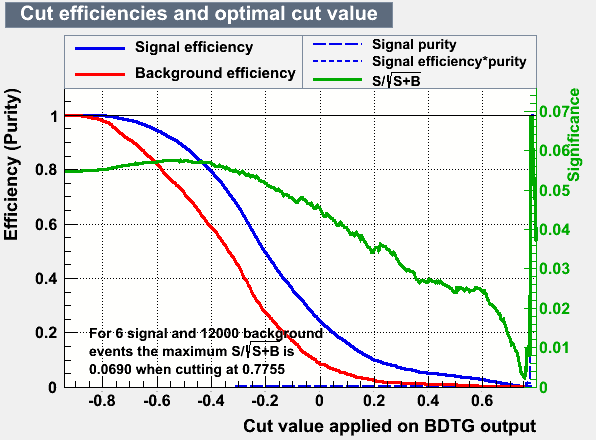 Cut efficiencies and optimal cut value
Signal efficiency
Background efficiency
Signal purity
Signal efficiency*purity
S/√S+B
Efficiency (Purity)
1
0.8
0.6
0.4
0.2
0
For 6 signal and 12000 background
events the maximum S/√S+B is
0.0690 when cutting at 0.7755
0.07
0.06
0.05
0.04
0.03
0.02
0.01
0
Significance
-0.8 -0.6 -0.4 -0.2 0 0.2 0.4 0.6
Cut value applied on BDTG output